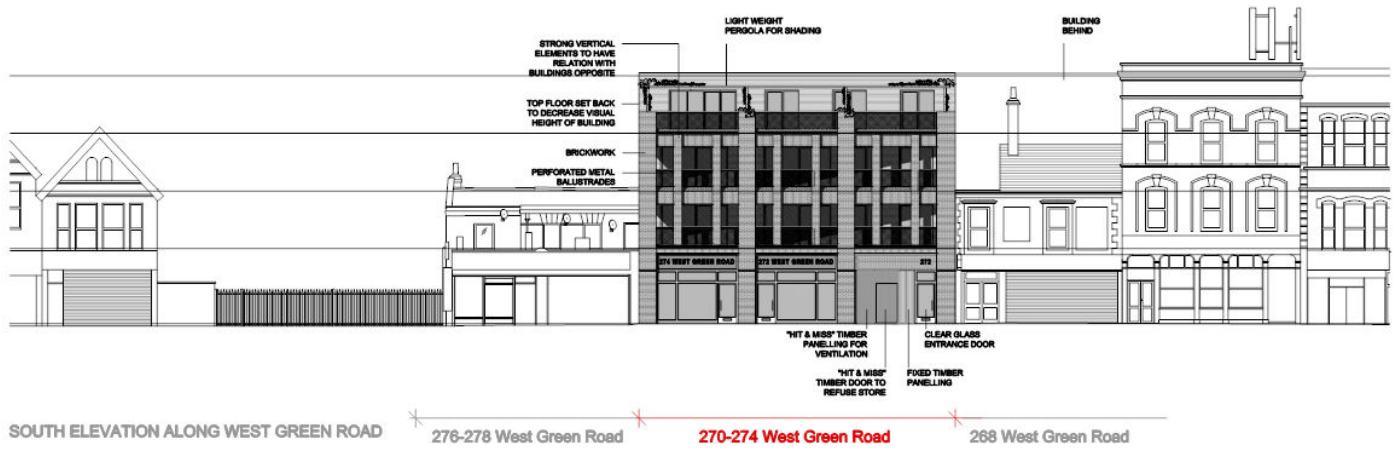 LIGHT WEIGHT
PERGOLA FOR SHADING
BUILDING
BEHIND
STRONG VERTICAL
ELEMENTS TO HAVE
RELATION WITH
BUILDINGS OPPOSITE
TOP FLOOR SET BACK
TO DECREASE VISUAL
HEIGHT OF BUILDING
BRICKWORK
PERFORATED METAL
BALUSTRADES
274 WEST GREEN ROAD
272 WEST GREEN ROAD
272
"HIT & MISS" TIMBER
PANELLING FOR
VENTILATION
CLEAR GLASS
ENTRANCE DOOR
"HIT & MISS"
TIMBER DOOR TO
REFUSE STORE
FIXED TIMBER
PANELLING
SOUTH ELEVATION ALONG WEST GREEN ROAD
276-278 West Green Road
270-274 West Green Road
268 West Green Road